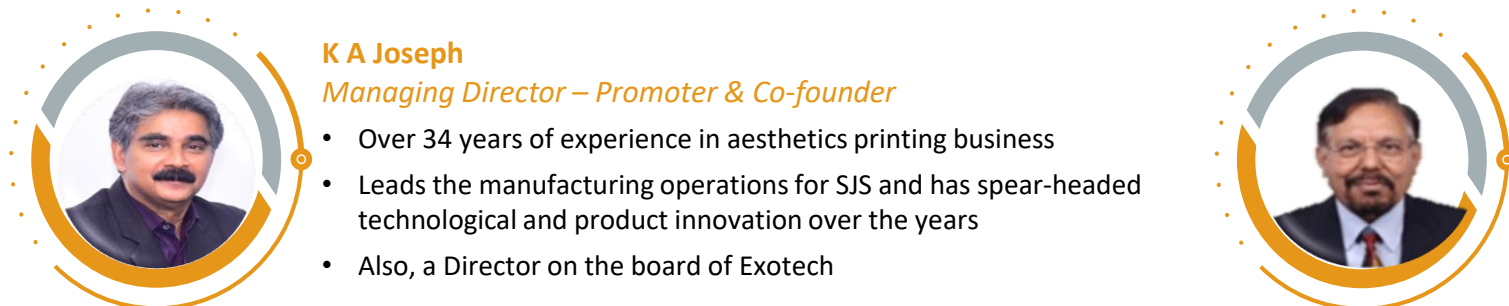 K A Joseph
Managing Director – Promoter & Co-founder
• Over 34 years of experience in aesthetics printing business
• Leads the manufacturing operations for SJS and has spear-headed
technological and product innovation over the years
• Also, a Director on the board of Exotech